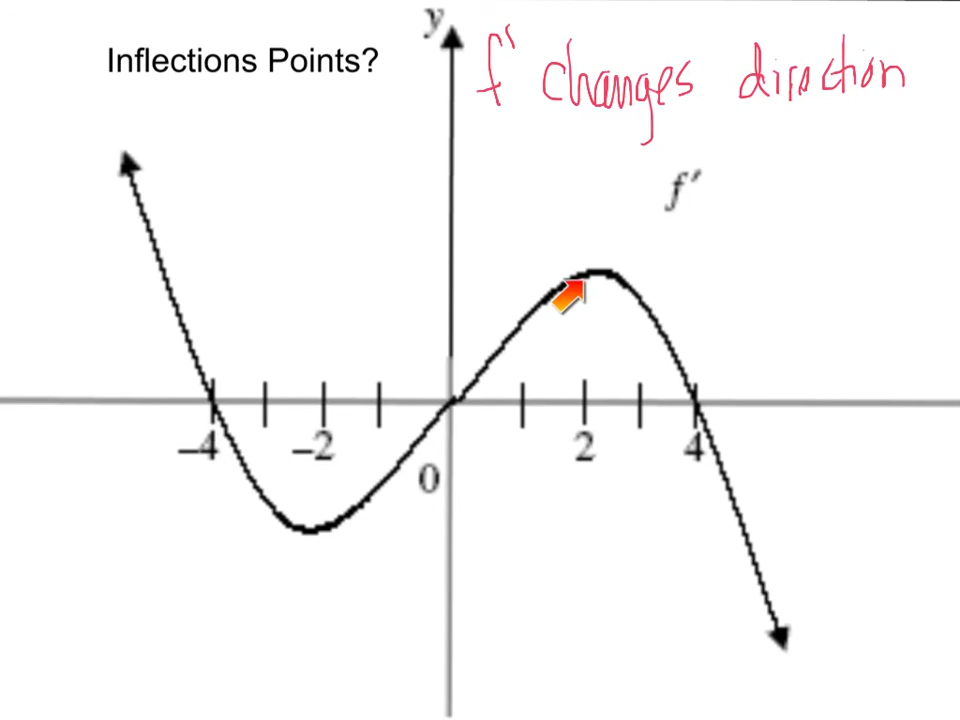 y
Inflections Points?
f' changes direction
f′
–4 –2 0 2 4